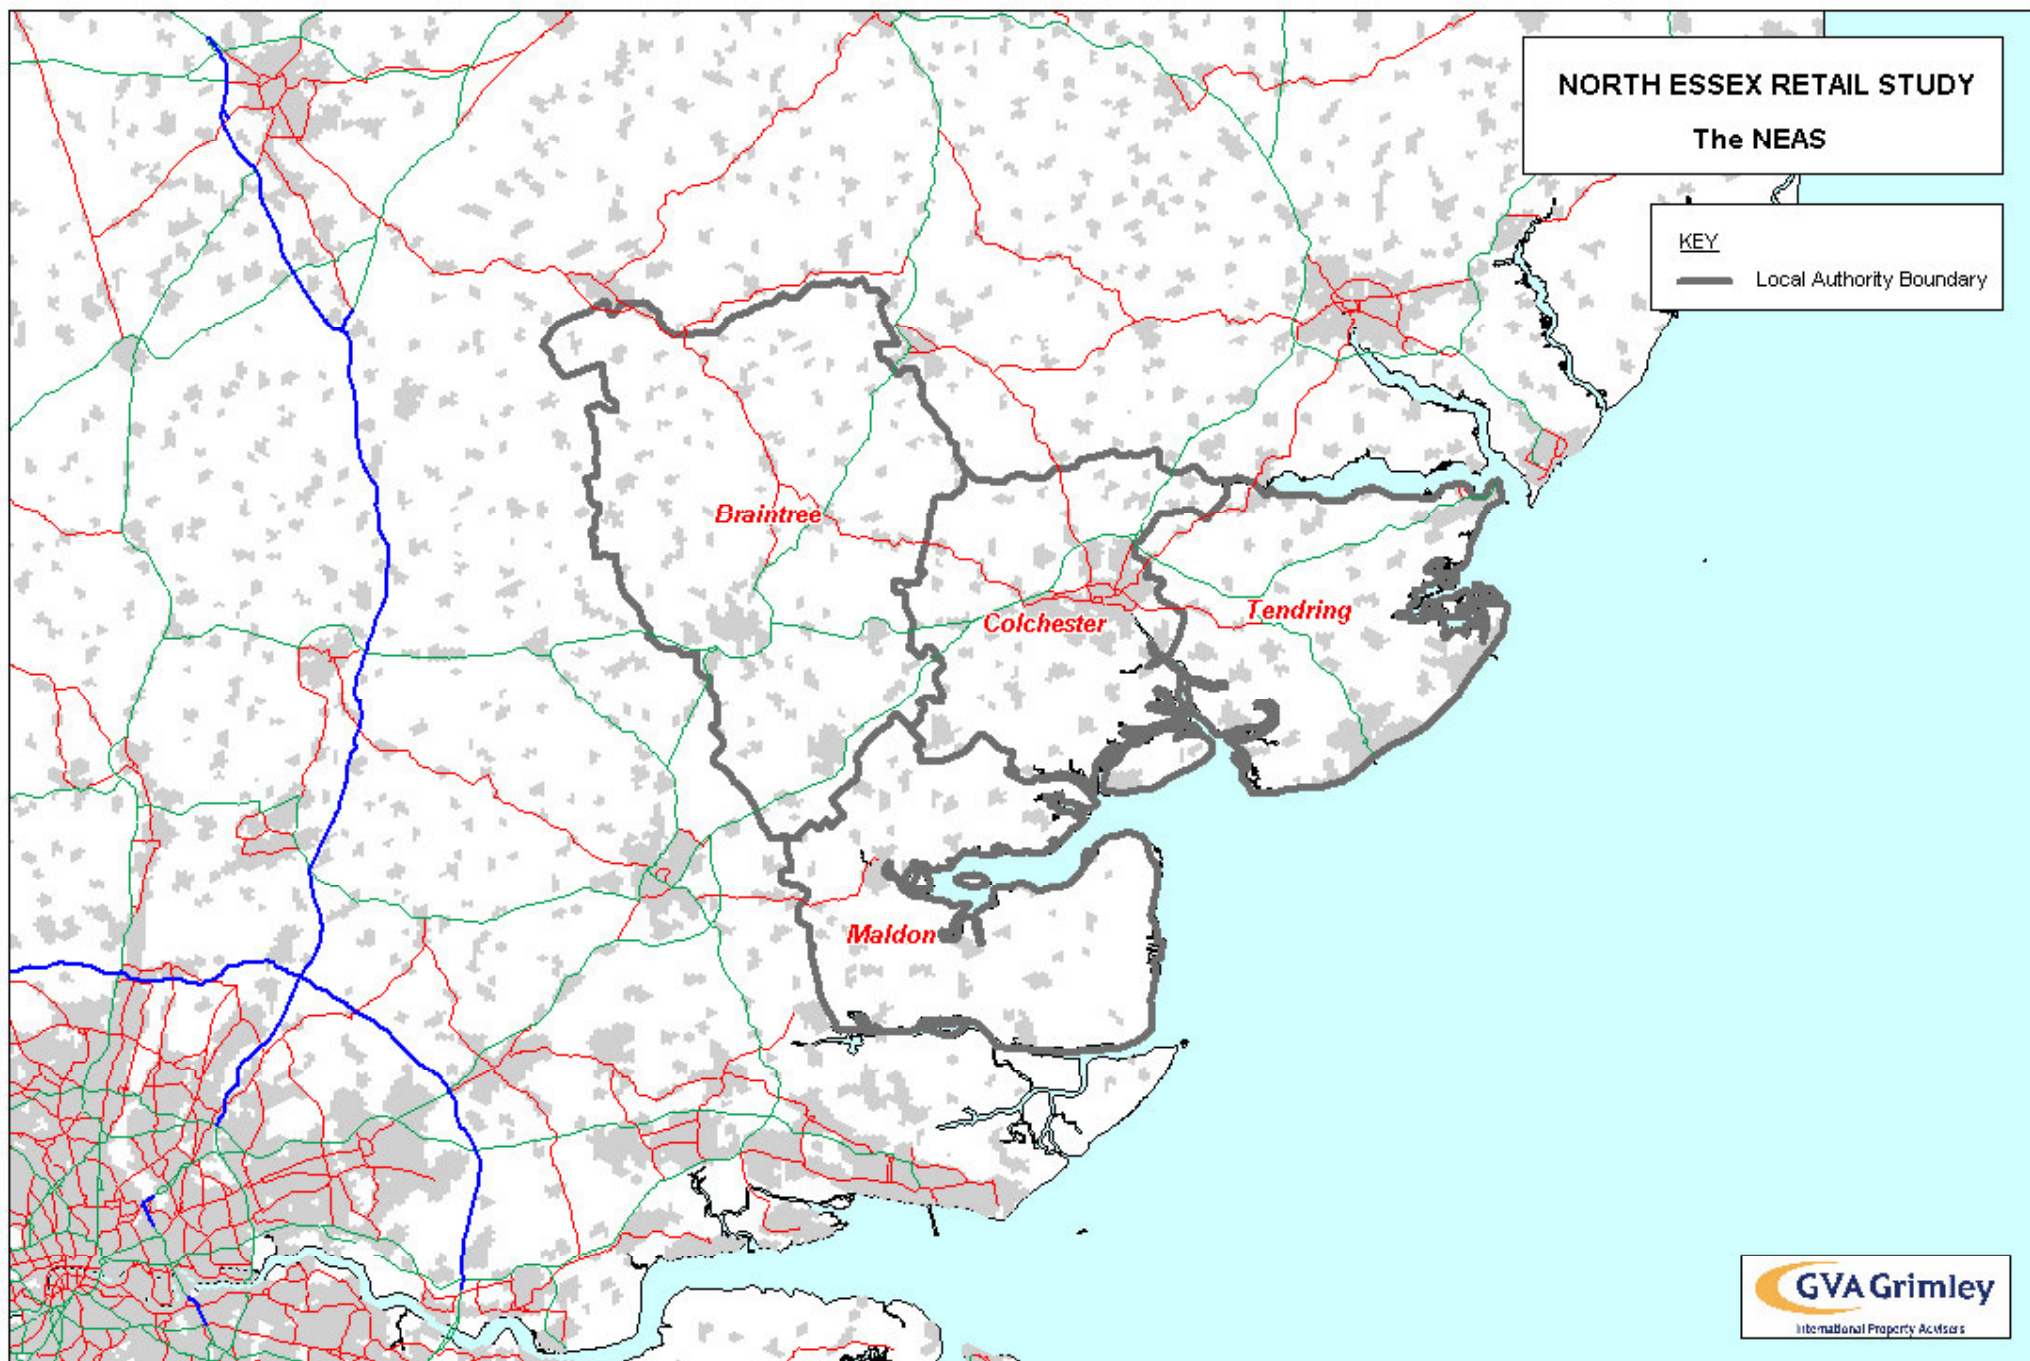 NORTH ESSEX RETAIL STUDY
The NEAS
KEY
Local Authority Boundary
Braintree
Colchester
Tendring
Maldon
GVA Grimley
International Property Advisers